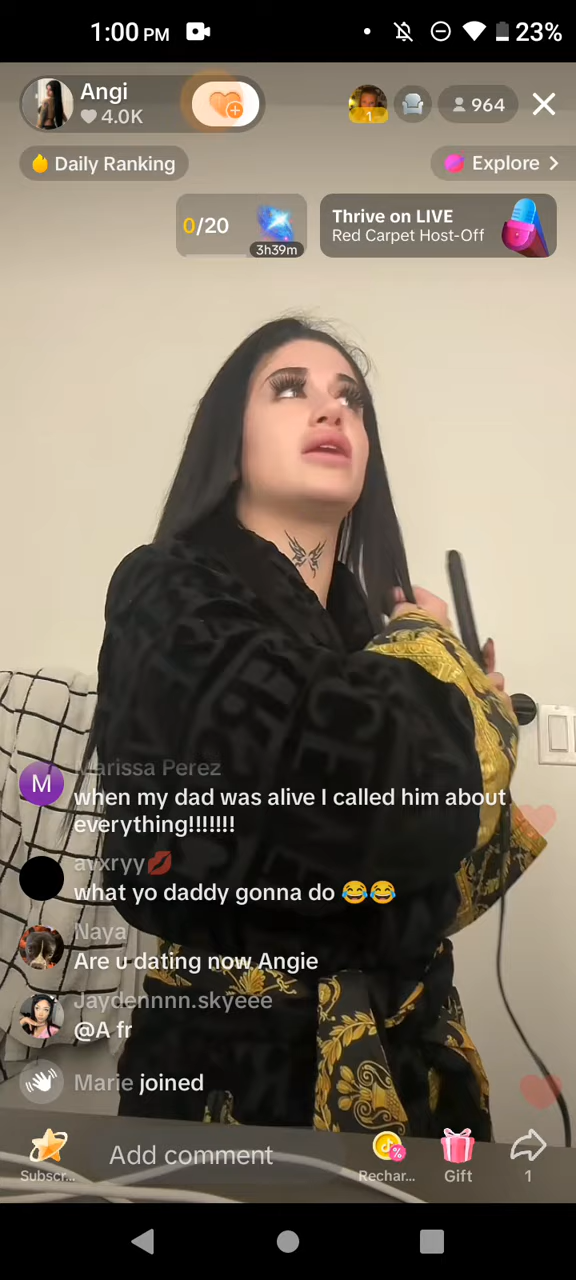 1:00 PM
23%
Angi
4.0K
1
964
Daily Ranking
Explore >
0/20
3h39m
Thrive on LIVE
Red Carpet Host-Off
M
Marissa Perez
when my dad was alive I called him about
everything!!!!!!!
avxryy💋
what yo daddy gonna do 😂😂
Naya
Are u dating now Angie
Jaydennnn.skyeee
@A fr
Marie joined
Subscr...
Add comment
Rechar...
Gift
1